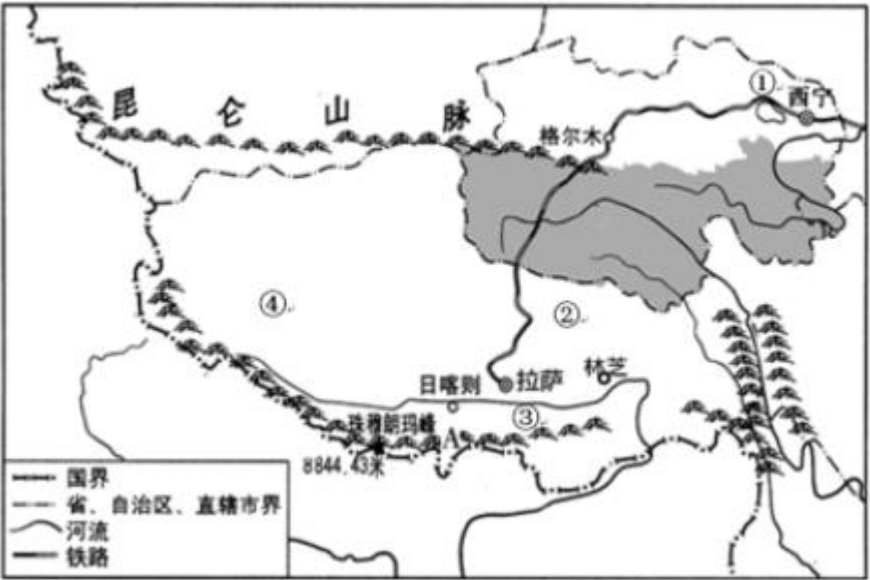 昆仑山脉
①
西宁
格尔木
④
②
林芝
拉萨
日喀则
③
珠穆朗玛峰
A
8844.43米
国界
省、自治区、直辖市界
河流
铁路